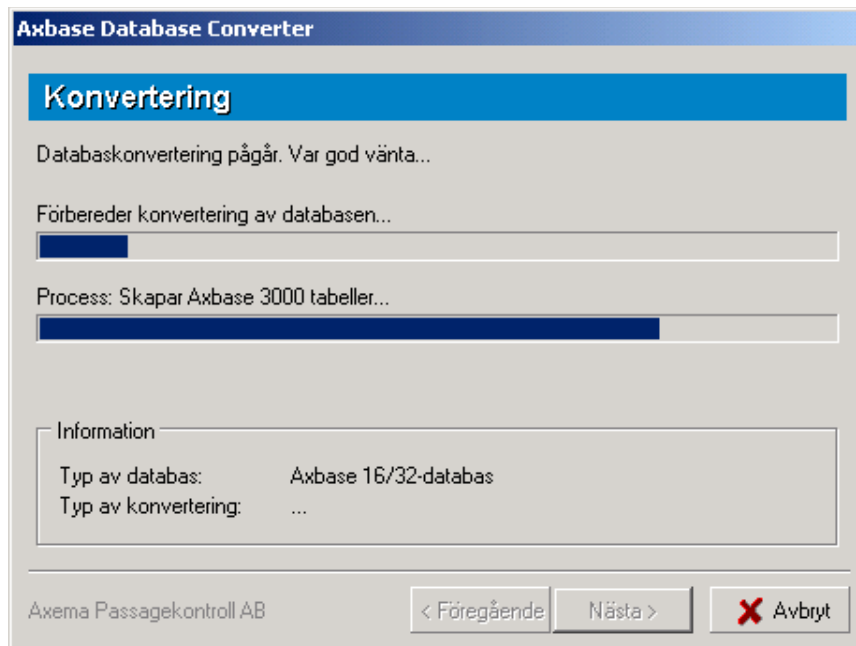 Axbase Database Converter
Konvertering
Databaskonvertering pågår. Var god vänta...
Förbereder konvertering av databasen...
Process: Skapar Axbase 3000 tabeller...
Information
Typ av databas: Axbase 16/32-databas
Typ av konvertering: ...
Axema Passagekontroll AB < Föregående Nästa > Avbryt